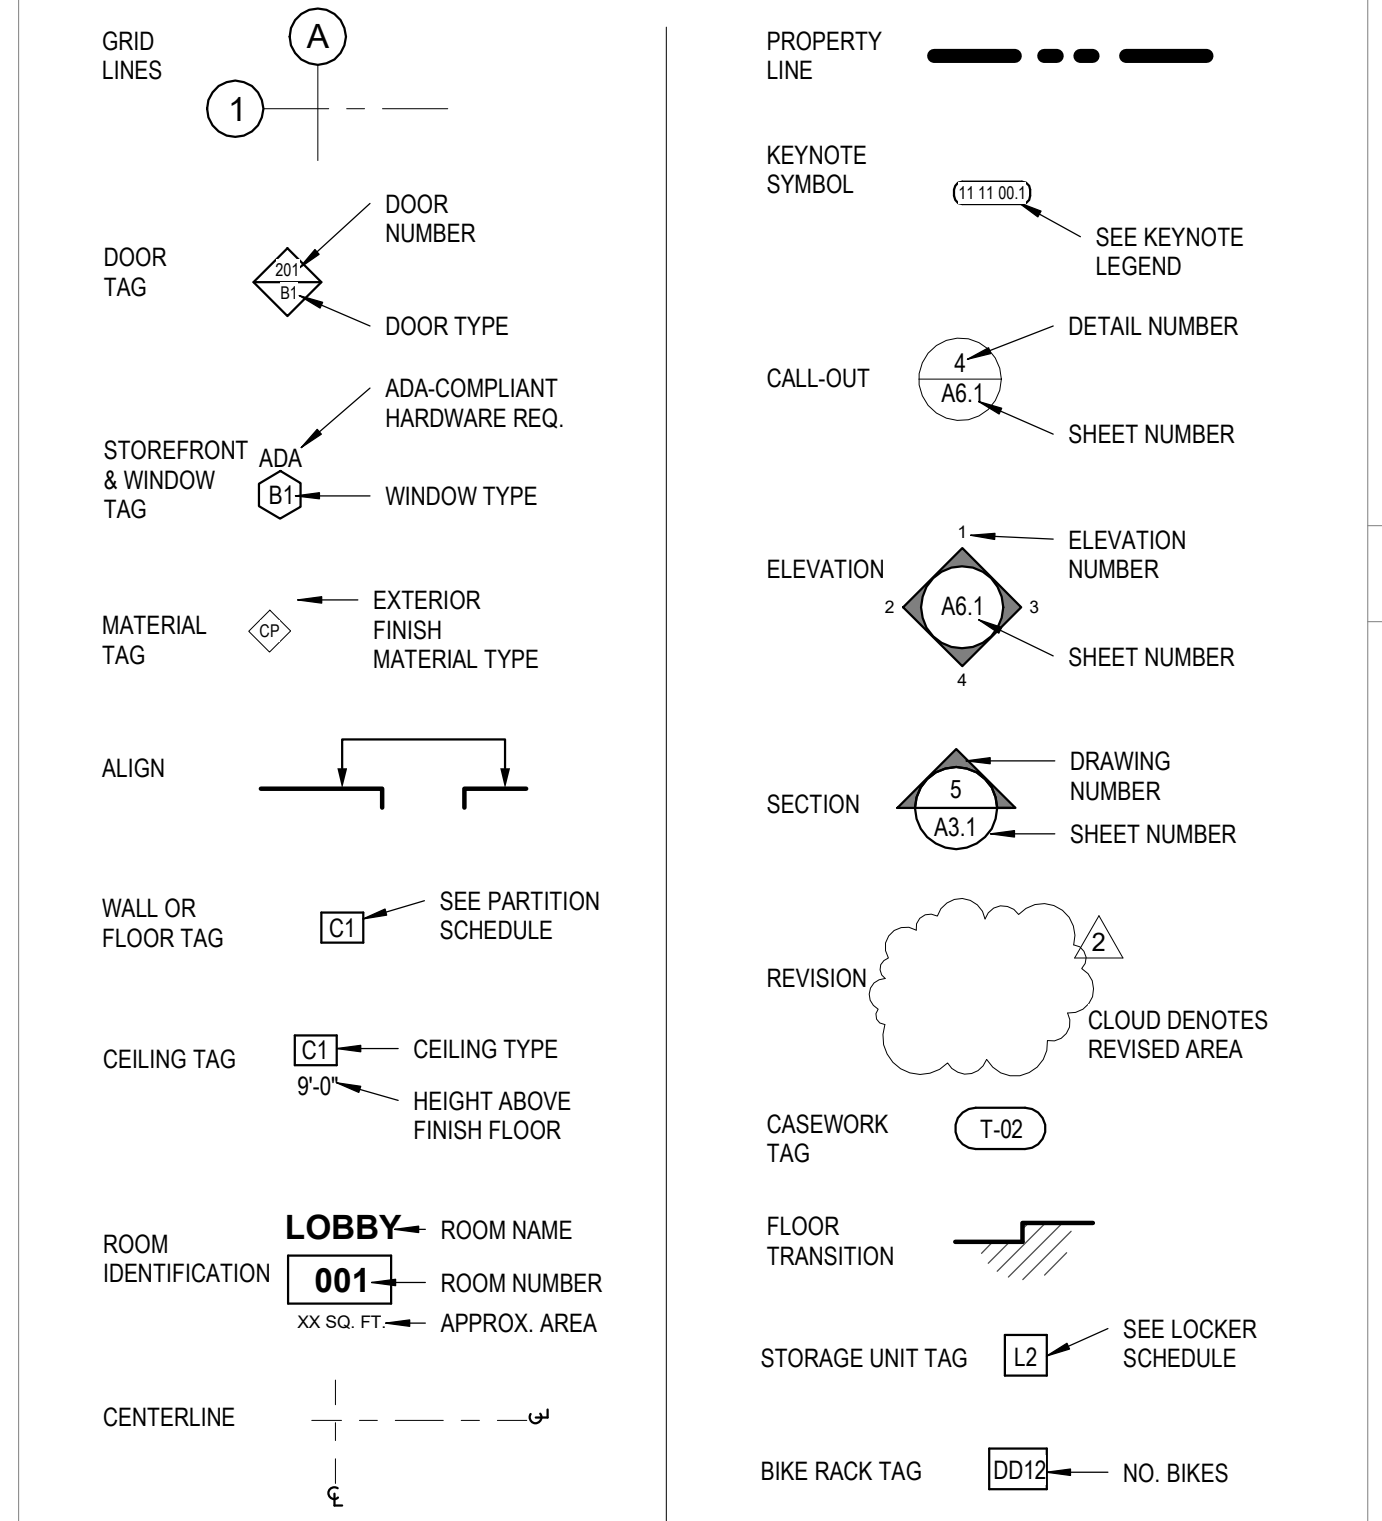 GRID
LINES
A
1
DOOR
TAG
201
B1
DOOR
NUMBER
DOOR TYPE
STOREFRONT
& WINDOW
TAG
ADA
B1
ADA-COMPLIANT
HARDWARE REQ.
WINDOW TYPE
MATERIAL
TAG
CP
EXTERIOR
FINISH
MATERIAL TYPE
ALIGN
WALL OR
FLOOR TAG
C1
SEE PARTITION
SCHEDULE
CEILING TAG
C1
9'-0"
CEILING TYPE
HEIGHT ABOVE
FINISH FLOOR
ROOM
IDENTIFICATION
LOBBY
001
XX SQ. FT.
ROOM NAME
ROOM NUMBER
APPROX. AREA
CENTERLINE
℄
℄
PROPERTY
LINE
KEYNOTE
SYMBOL
11 11 00.1
SEE KEYNOTE
LEGEND
CALL-OUT
4
A6.1
DETAIL NUMBER
SHEET NUMBER
ELEVATION
1
2
A6.1
3
4
ELEVATION
NUMBER
SHEET NUMBER
SECTION
5
A3.1
DRAWING
NUMBER
SHEET NUMBER
REVISION
2
CLOUD DENOTES
REVISED AREA
CASEWORK
TAG
T-02
FLOOR
TRANSITION
STORAGE UNIT TAG
L2
SEE LOCKER
SCHEDULE
BIKE RACK TAG
DD12
NO. BIKES